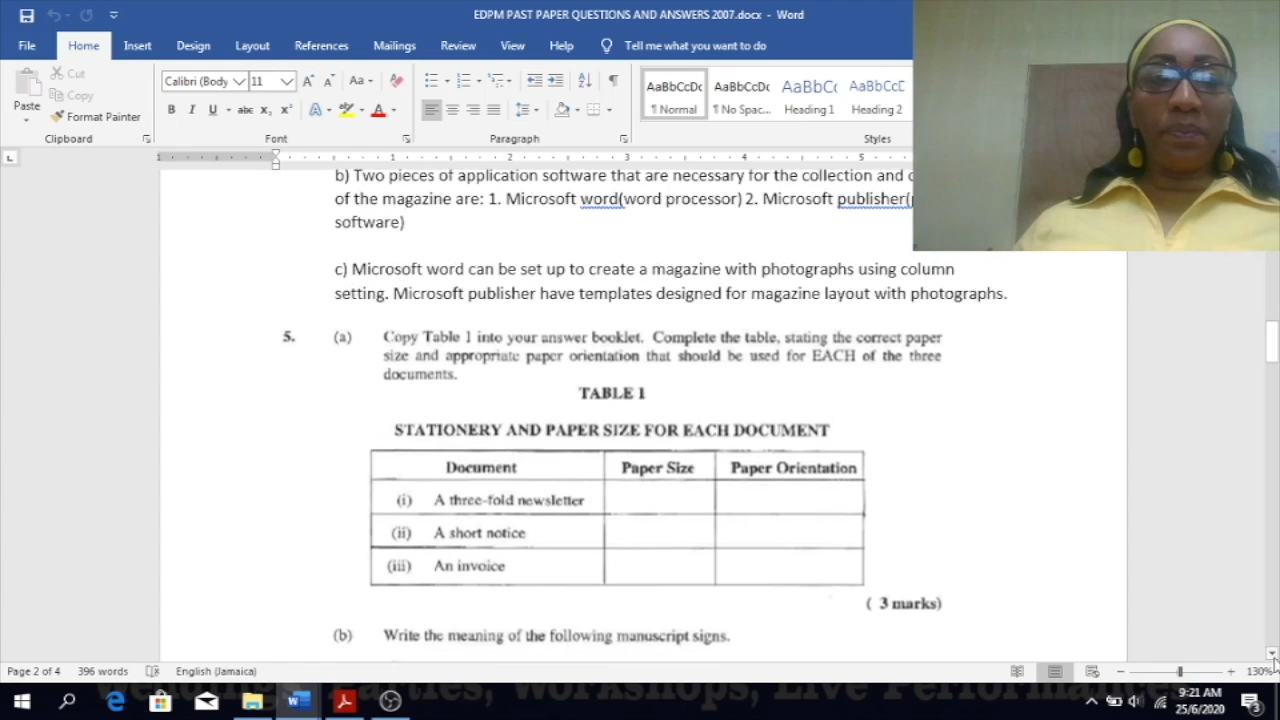 EDPM PAST PAPER QUESTIONS AND ANSWERS 2007.docx - Word
File Home Insert Design Layout References Mailings Review View Help Tell me what you want to do
Paste
Cut
Copy
Format Painter
Calibri (Body 11
AaBbCcDc AaBbCcDc AaBbCc AaBbCcE
¶ Normal ¶ No Spac... Heading 1 Heading 2
Clipboard Font Paragraph Styles
1 1 2 3 4 5
b) Two pieces of application software that are necessary for the collection and
of the magazine are: 1. Microsoft word(word processor) 2. Microsoft publisher(
software)
c) Microsoft word can be set up to create a magazine with photographs using column
setting. Microsoft publisher have templates designed for magazine layout with photographs.
5. (a) Copy Table 1 into your answer booklet. Complete the table, stating the correct paper
size and appropriate paper orientation that should be used for EACH of the three
documents.
TABLE 1
STATIONERY AND PAPER SIZE FOR EACH DOCUMENT
Document Paper Size Paper Orientation
(i) A three-fold newsletter
(ii) A short notice
(iii) An invoice
( 3 marks)
(b) Write the meaning of the following manuscript signs.
Page 2 of 4 396 words English (Jamaica) 130%
9:21 AM
25/6/2020